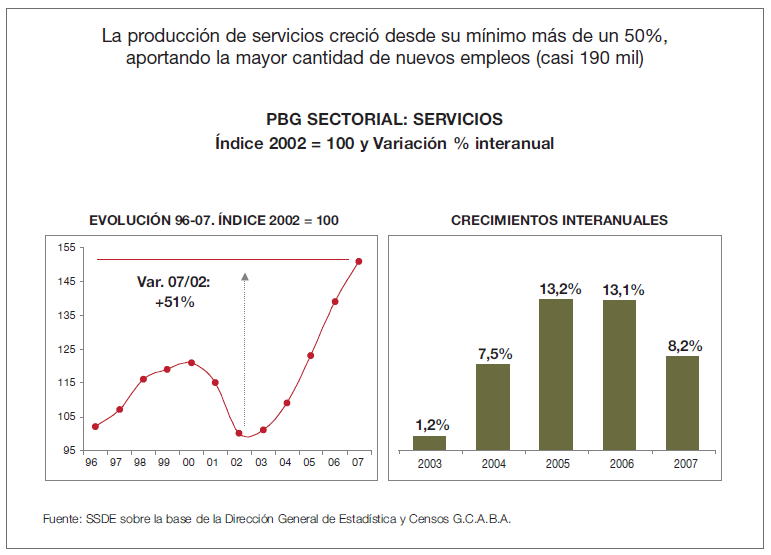 La producción de servicios creció desde su mínimo más de un 50%,
aportando la mayor cantidad de nuevos empleos (casi 190 mil)
PBG SECTORIAL: SERVICIOS
Índice 2002 = 100 y Variación % interanual
EVOLUCIÓN 96-07. ÍNDICE 2002 = 100
155
145
135
125
115
105
95
Var. 07/02:
+51%
96 97 98 99 00 01 02 03 04 05 06 07
CRECIMIENTOS INTERANUALES
1,2%
7,5%
13,2%
13,1%
8,2%
2003 2004 2005 2006 2007
Fuente: SSDE sobre la base de la Dirección General de Estadística y Censos G.C.A.B.A.